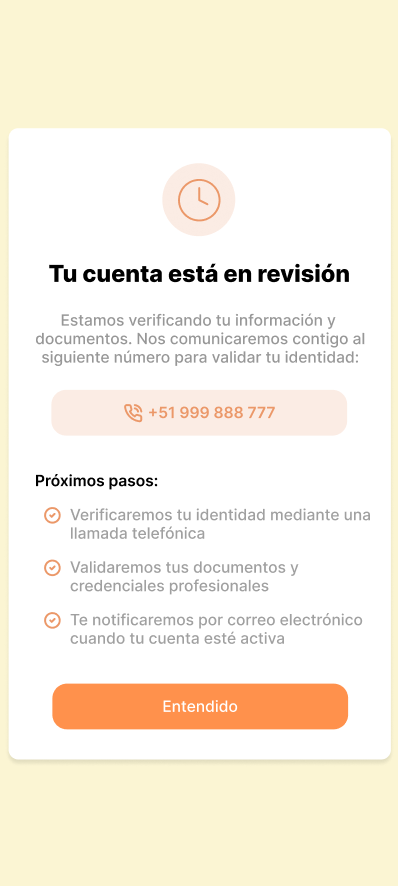 Tu cuenta está en revisión
Estamos verificando tu información y
documentos. Nos comunicaremos contigo al
siguiente número para validar tu identidad:
+51 999 888 777
Próximos pasos:
Verificaremos tu identidad mediante una
llamada telefónica
Validaremos tus documentos y
credenciales profesionales
Te notificaremos por correo electrónico
cuando tu cuenta esté activa
Entendido